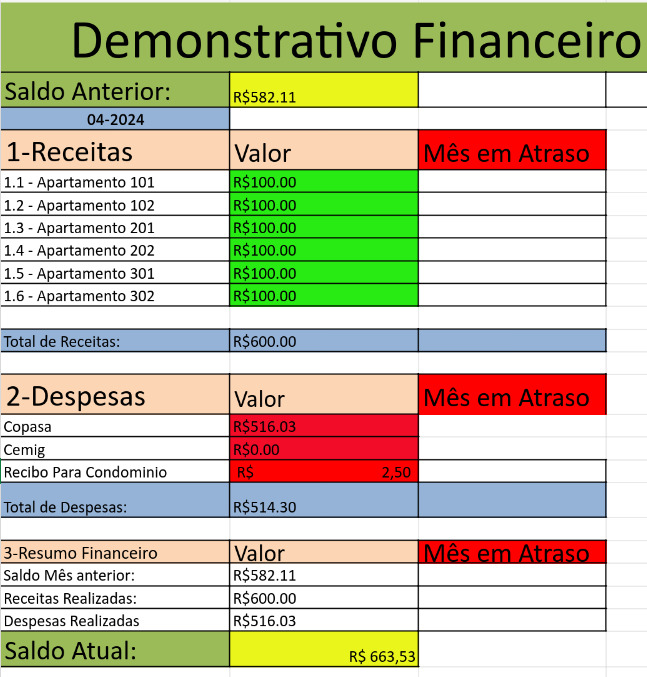 Demonstrativo Financeiro
Saldo Anterior: R$582.11
04-2024
1-Receitas Valor Mês em Atraso
1.1 - Apartamento 101 R$100.00
1.2 - Apartamento 102 R$100.00
1.3 - Apartamento 201 R$100.00
1.4 - Apartamento 202 R$100.00
1.5 - Apartamento 301 R$100.00
1.6 - Apartamento 302 R$100.00
Total de Receitas: R$600.00
2-Despesas Valor Mês em Atraso
Copasa R$516.03
Cemig R$0.00
Recibo Para Condominio R$ 2,50
Total de Despesas: R$514.30
3-Resumo Financeiro Valor Mês em Atraso
Saldo Mês anterior: R$582.11
Receitas Realizadas: R$600.00
Despesas Realizadas R$516.03
Saldo Atual: R$ 663,53